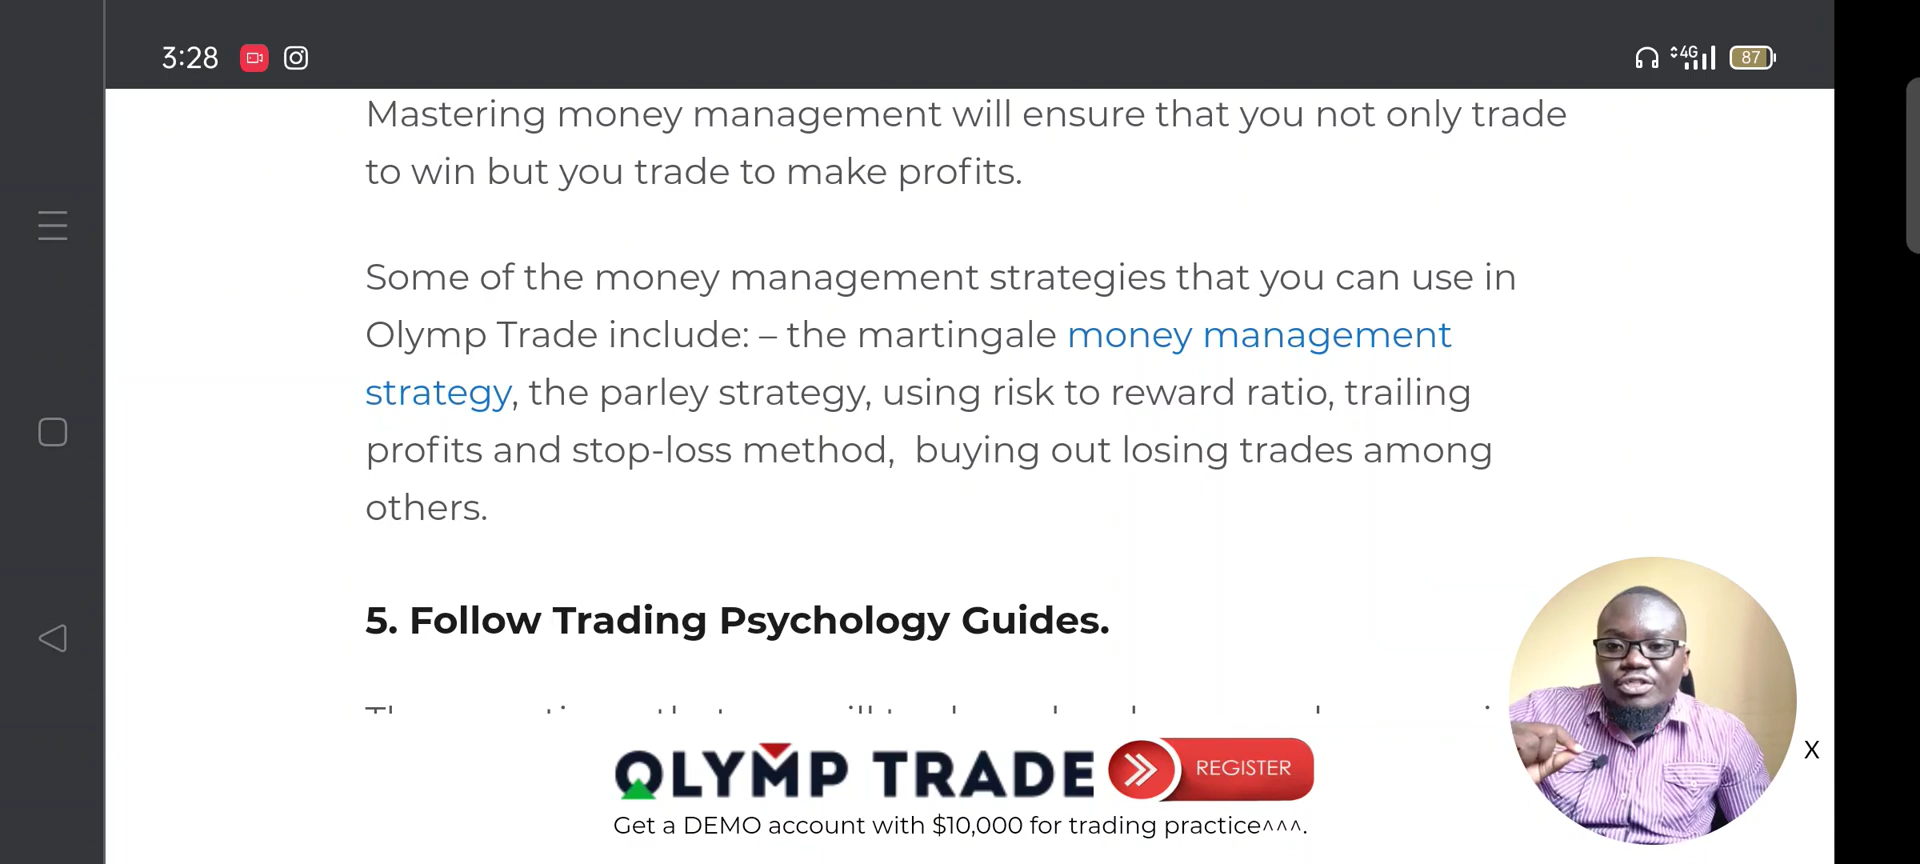 3:28
4G
87
Mastering money management will ensure that you not only trade
to win but you trade to make profits.
Some of the money management strategies that you can use in
Olymp Trade include: – the martingale money management
strategy, the parley strategy, using risk to reward ratio, trailing
profits and stop-loss method,  buying out losing trades among
others.
5. Follow Trading Psychology Guides.
OLYMP TRADE
REGISTER
Get a DEMO account with $10,000 for trading practice^^^.
X